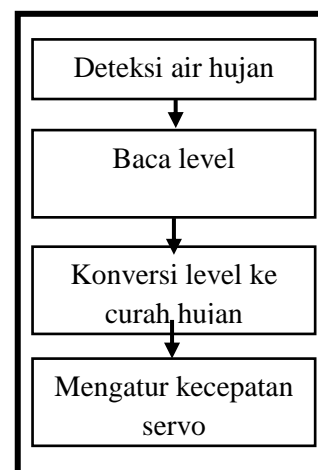 Deteksi air hujan
Baca level
Konversi level ke
curah hujan
Mengatur kecepatan
servo